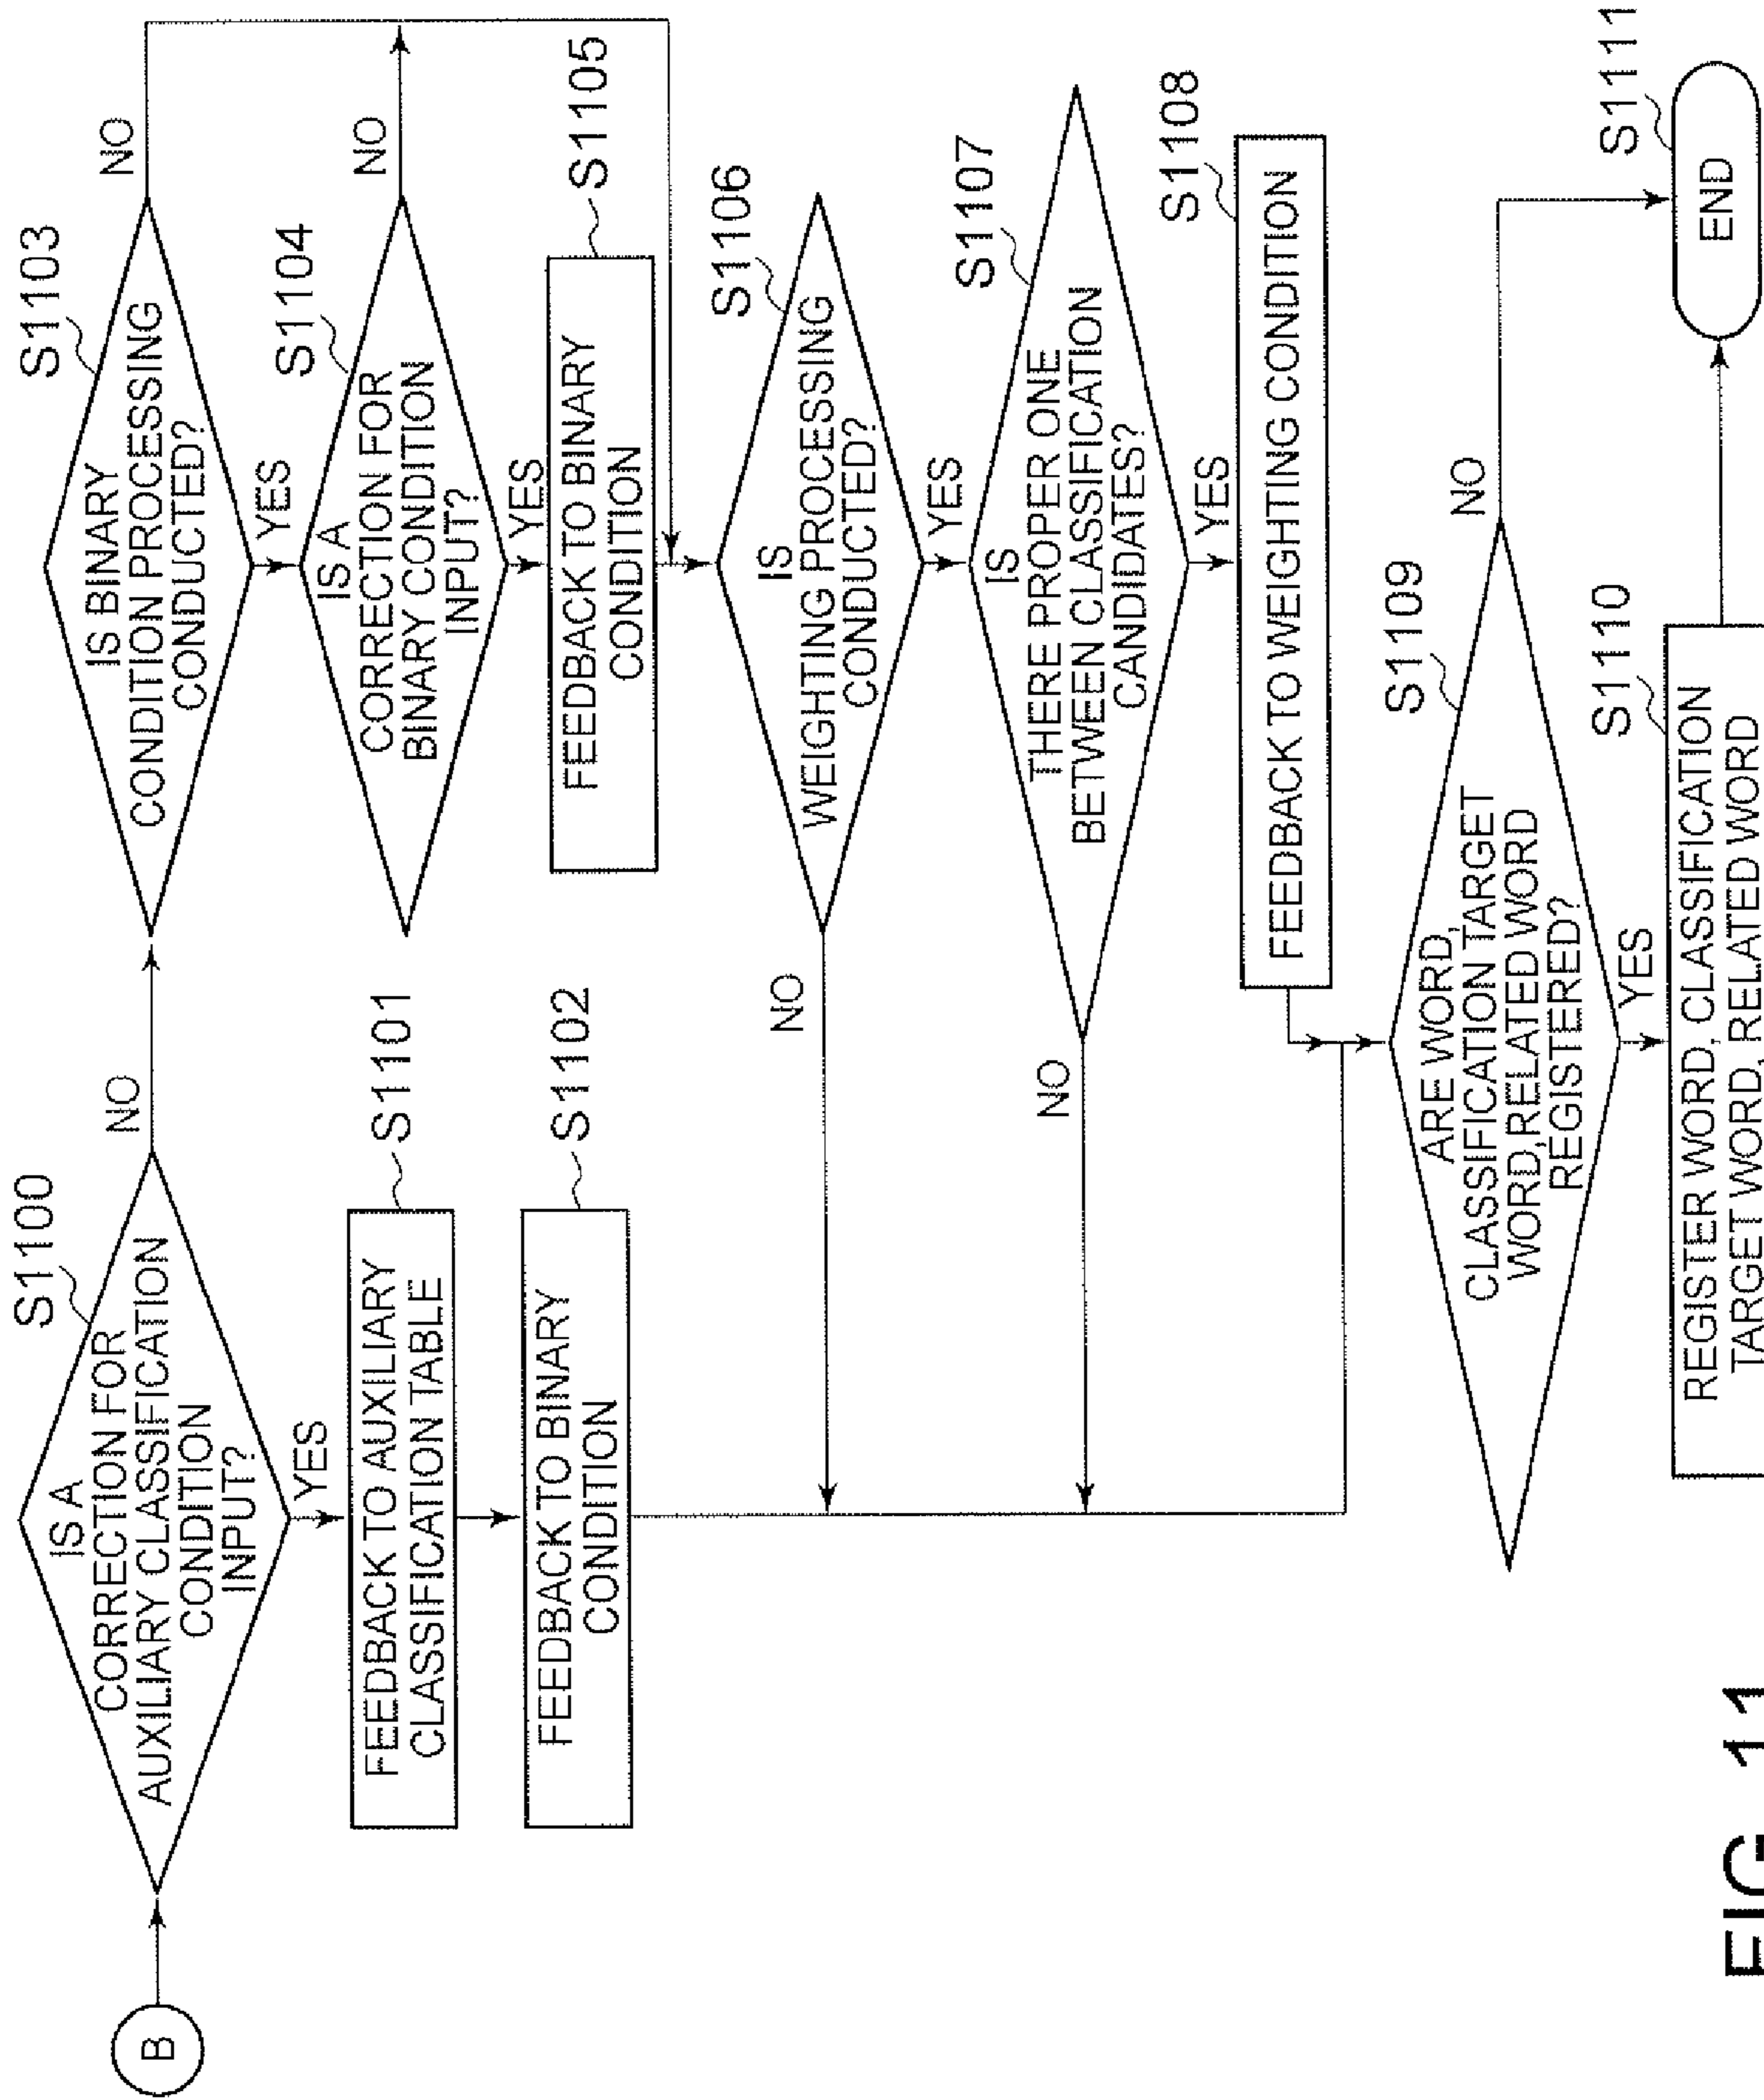 B
S1100
IS A
CORRECTION FOR
AUXILIARY CLASSIFICATION
CONDITION
INPUT?
NO
YES
S1101
FEEDBACK TO AUXILIARY
CLASSIFICATION TABLE
S1102
FEEDBACK TO BINARY
CONDITION
S1103
IS BINARY
CONDITION PROCESSING
CONDUCTED?
NO
YES
S1104
IS A
CORRECTION FOR
BINARY CONDITION
INPUT?
NO
YES
S1105
FEEDBACK TO BINARY
CONDITION
S1106
IS
WEIGHTING PROCESSING
CONDUCTED?
NO
YES
S1107
IS
THERE PROPER ONE
BETWEEN CLASSIFICATION
CANDIDATES?
NO
YES
S1108
FEEDBACK TO WEIGHTING CONDITION
S1109
ARE WORD,
CLASSIFICATION TARGET
WORD,RELATED WORD
REGISTERED?
NO
YES
S1110
REGISTER WORD, CLASSIFICATION
TARGET WORD, RELATED WORD
S1111
END
FIG. 11